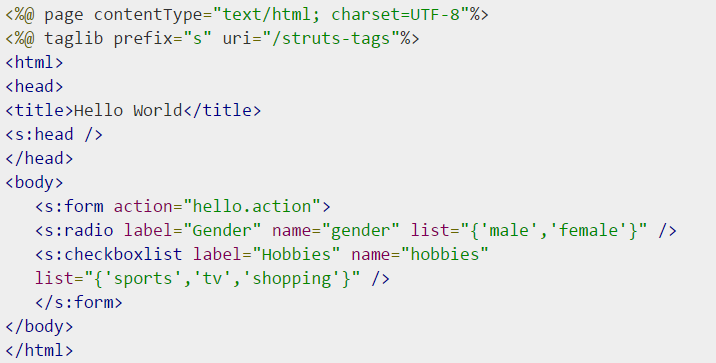 <%@ page contentType="text/html; charset=UTF-8"%>
<%@ taglib prefix="s" uri="/struts-tags"%>
<html>
<head>
<title>Hello World</title>
<s:head />
</head>
<body>
   <s:form action="hello.action">
   <s:radio label="Gender" name="gender" list="{'male','female'}" />
   <s:checkboxlist label="Hobbies" name="hobbies"
   list="{'sports','tv','shopping'}" />
   </s:form>
</body>
</html>